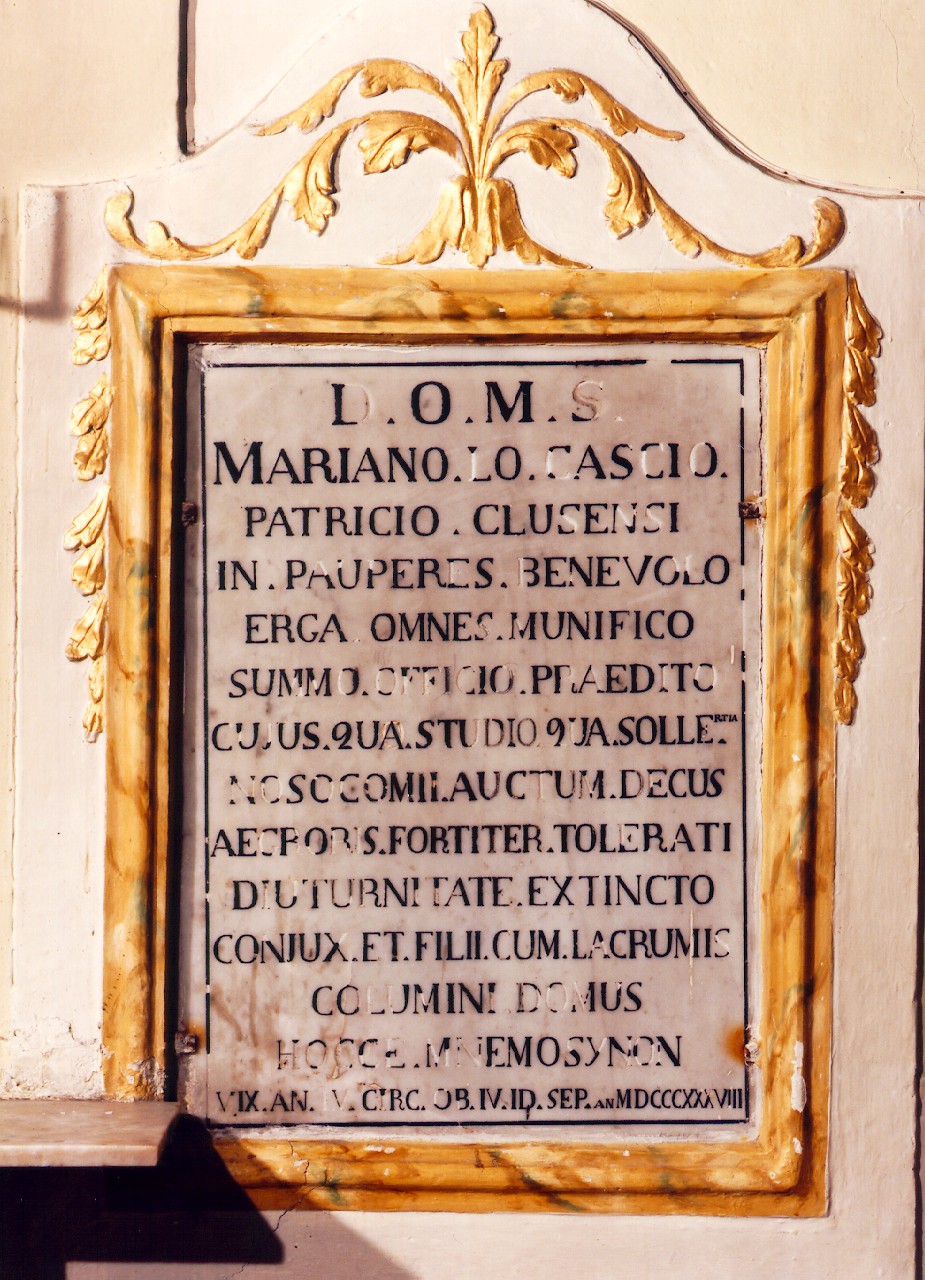 D.O.M.S.
MARIANO.LO.CASCIO.
PATRICIO.CLUSENSI
IN.PAUPERES.BENEVOLO
ERGA.OMNES.MUNIFICO
SUMMO.OFFICIO.PRAEDITO
CUJUS.QUA.STUDIO.QUA.SOLLERTIA.
NOSOCOMII.AUCTUM.DECUS
AEGRORIS.FORTITER.TOLERATI
DIUTURNITATE.EXTINCTO
CONJUX.ET.FILII.CUM.LACRUMIS
COLUMINI.DOMUS
HOCCE.MNEMOSYNON
VIX.AN. CIRC.OB.IV.ID.SEP.AN MDCCCXXXVIII